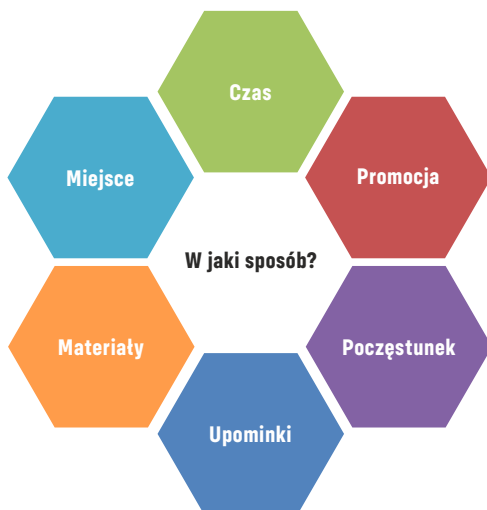 Czas
Miejsce
Promocja
W jaki sposób?
Materiały
Poczęstunek
Upominki